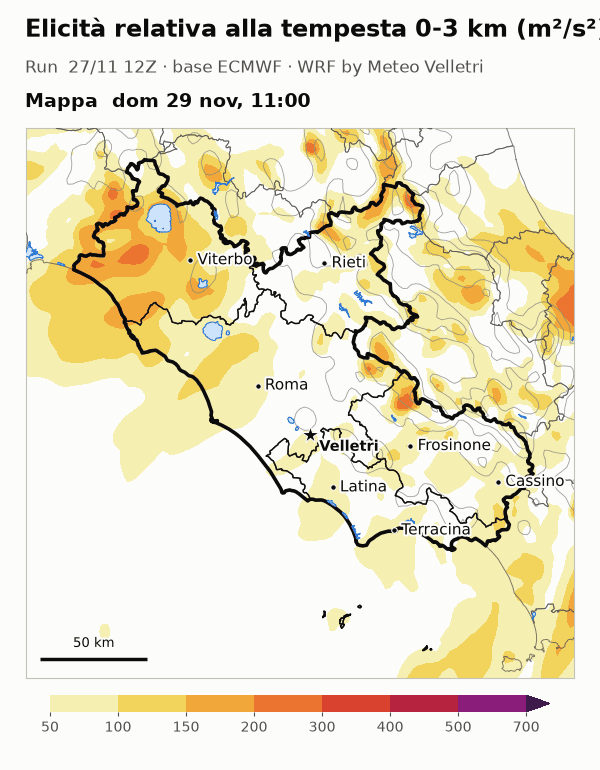 Elicità relativa alla tempesta 0-3 km (m²/s²)
Run  27/11 12Z · base ECMWF · WRF by Meteo Velletri
Mappa  dom 29 nov, 11:00
Viterbo
Rieti
Roma
Velletri
Frosinone
Cassino
Latina
Terracina
50 km
50 100 150 200 300 400 500 700